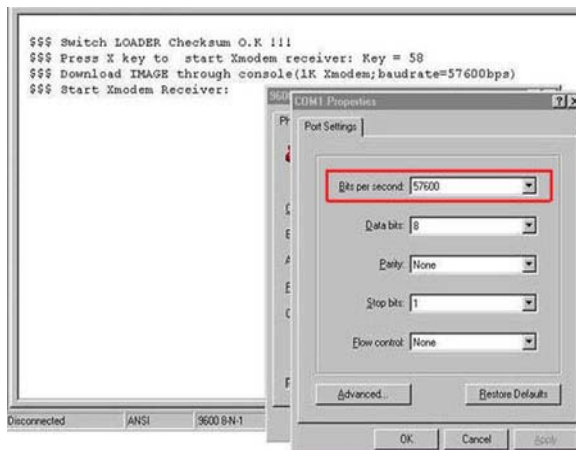 $$$ Switch LOADER Checksum O.K !!!
$$$ Press X key to  start Xmodem receiver: Key = 58
$$$ Download IMAGE through console(1K Xmodem;baudrate=57600bps)
$$$ Start Xmodem Receiver:
COM1 Properties
Port Settings
Bits per second: 57600
Data bits: 8
Parity: None
Stop bits: 1
Flow control: None
Advanced...
Restore Defaults
Disconnected
ANSI
9600 8-N-1
OK
Cancel
Apply